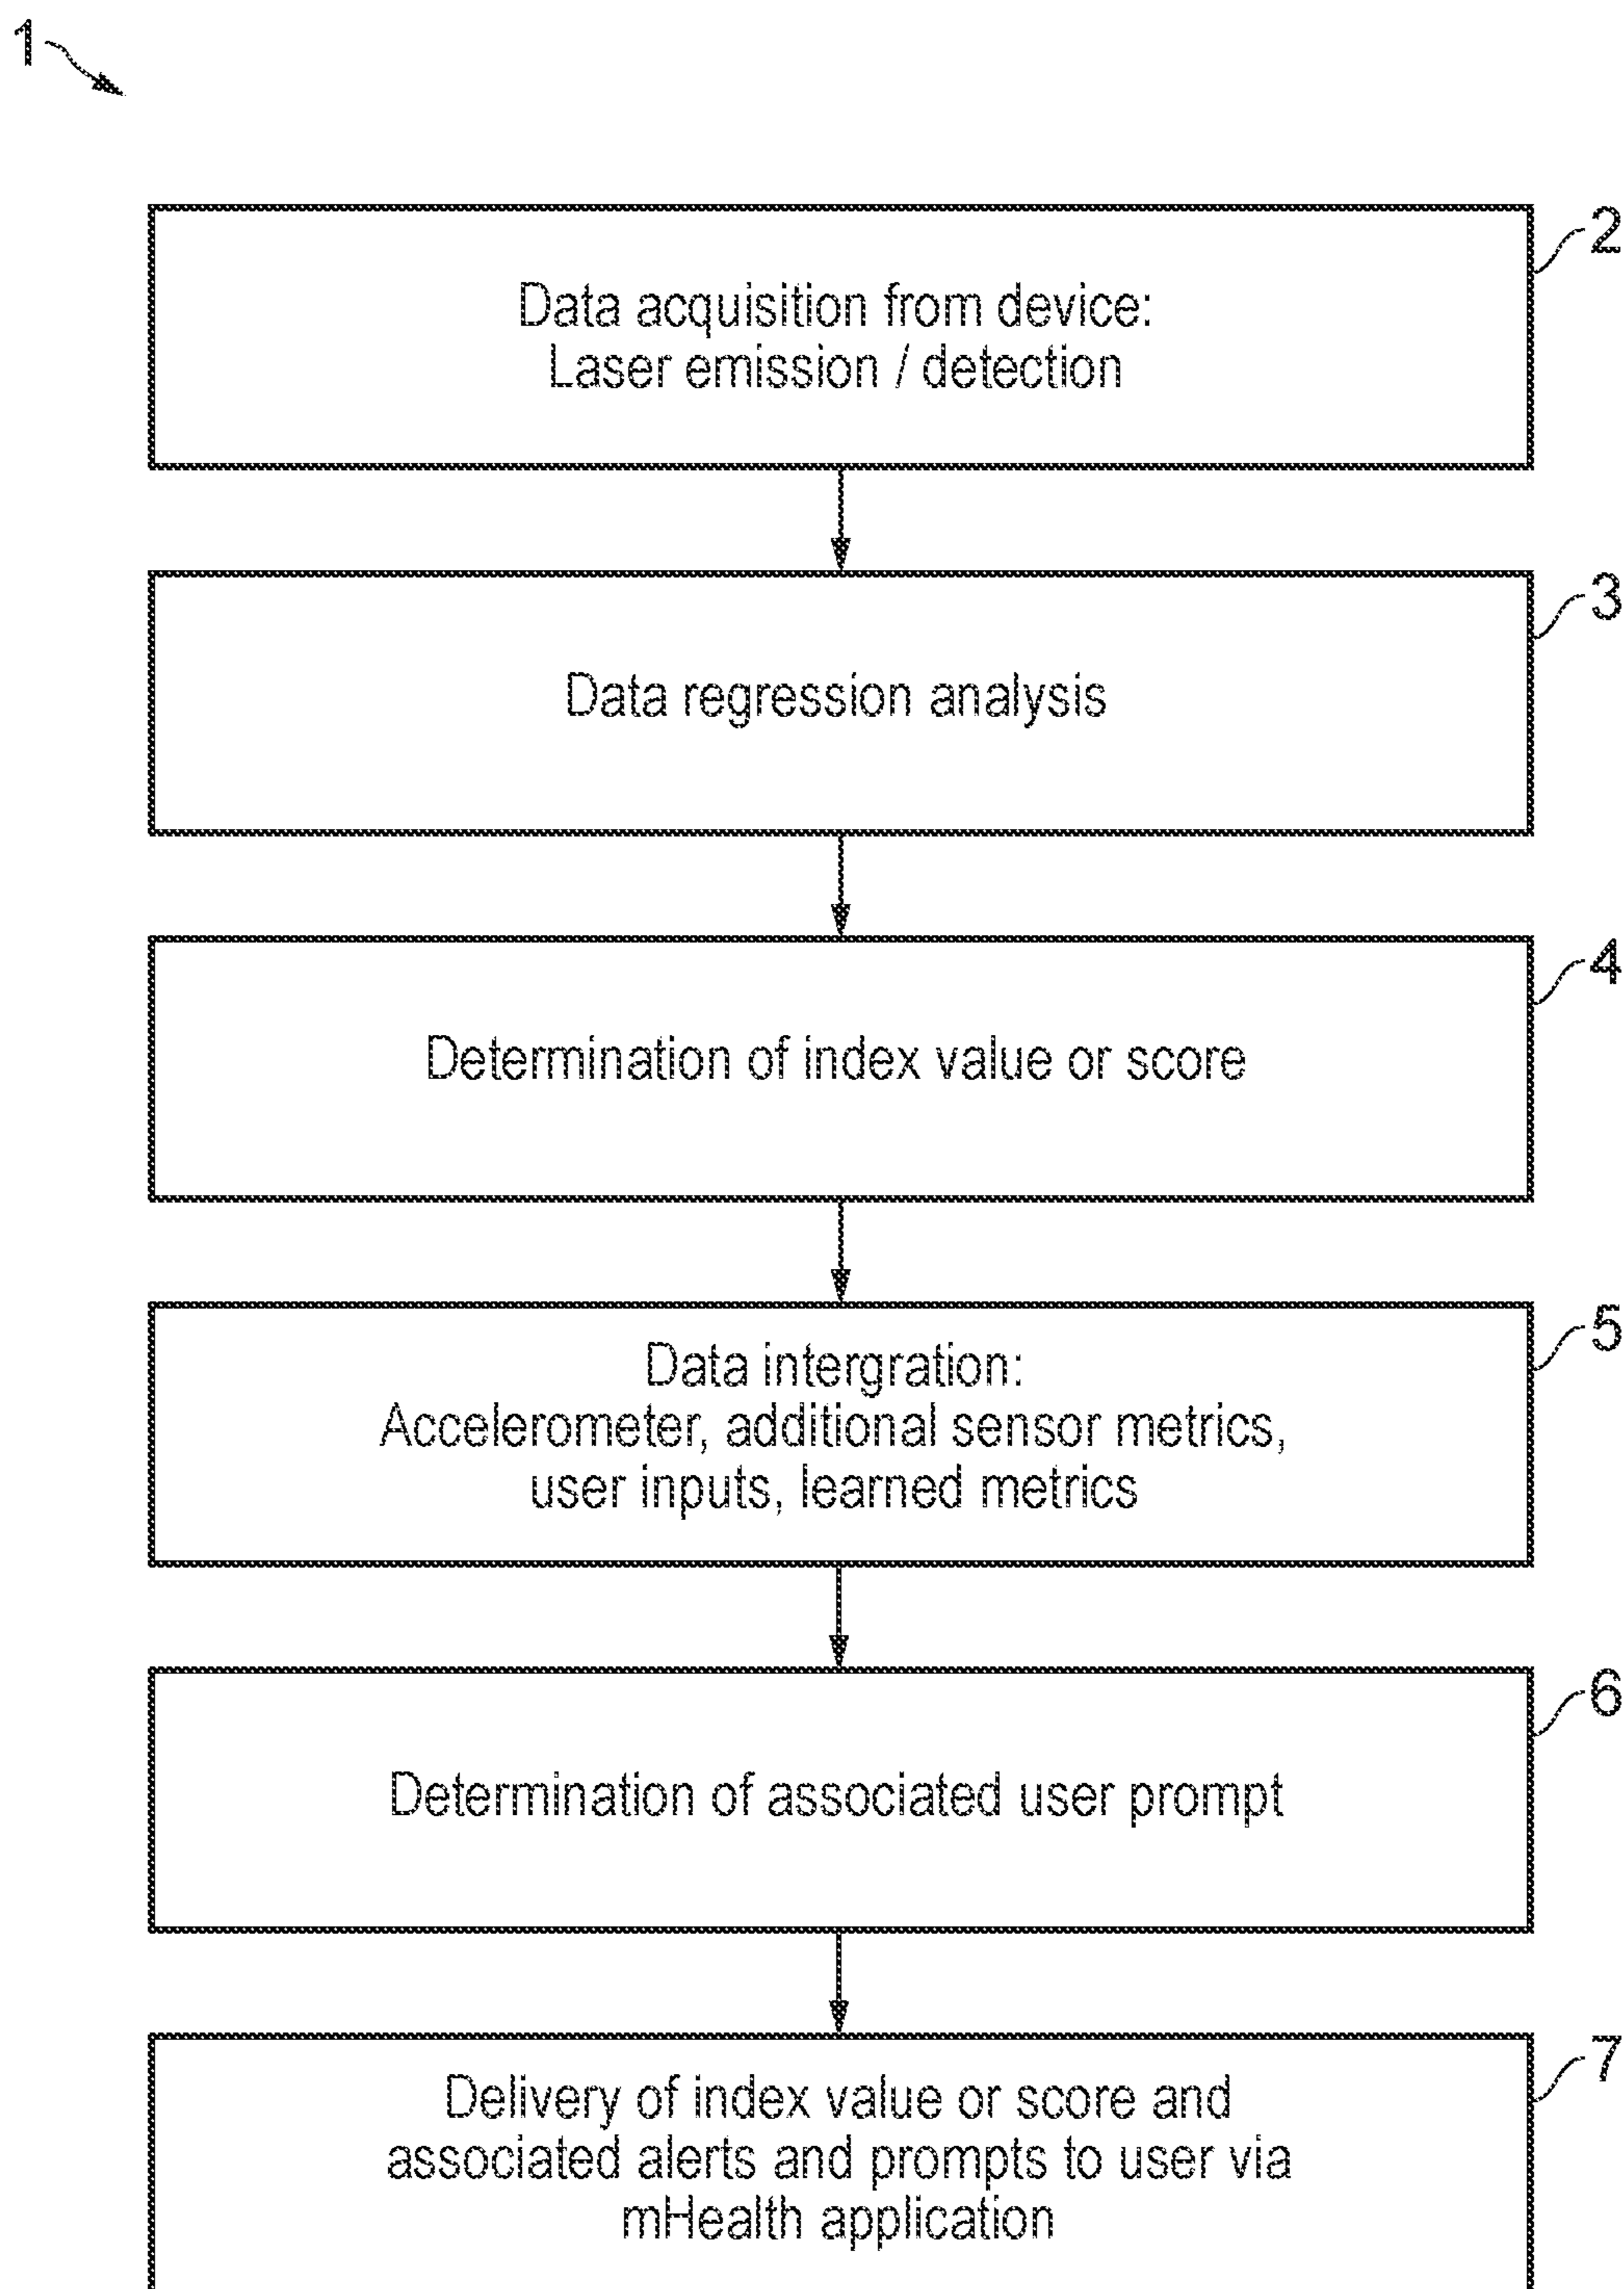 1
2
Data acquisition from device:
Laser emission / detection
3
Data regression analysis
4
Determination of index value or score
5
Data intergration:
Accelerometer, additional sensor metrics,
user inputs, learned metrics
6
Determination of associated user prompt
7
Delivery of index value or score and
associated alerts and prompts to user via
mHealth application